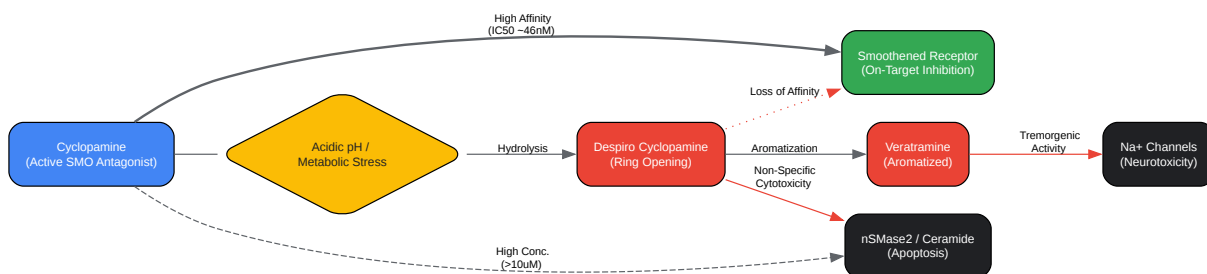 High Affinity
(IC50 ~46nM)
Smoothened Receptor
(On-Target Inhibition)
Loss of Affinity
Cyclopamine
(Active SMO Antagonist)
Acidic pH /
Metabolic Stress
Hydrolysis
Despiro Cyclopamine
(Ring Opening)
Aromatization
Veratramine
(Aromatized)
Tremorgenic
Activity
Na+ Channels
(Neurotoxicity)
Non-Specific
Cytotoxicity
nSMase2 / Ceramide
(Apoptosis)
High Conc.
(>10uM)